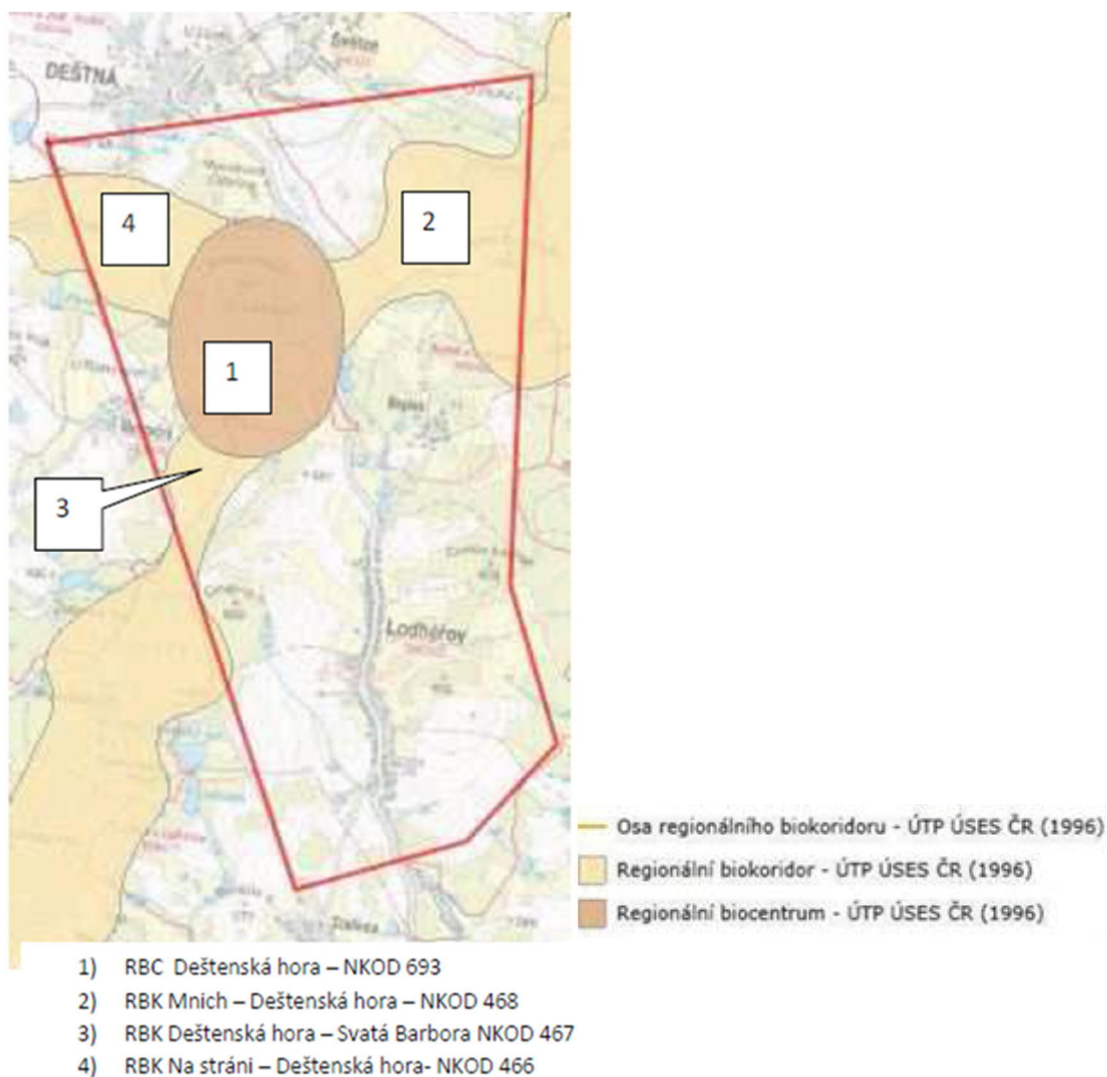 DEŠTNÁ
Světce
4
2
1
3
Lodhéřov
Osa regionálního biokoridoru - ÚTP ÚSES ČR (1996)
Regionální biokoridor - ÚTP ÚSES ČR (1996)
Regionální biocentrum - ÚTP ÚSES ČR (1996)
1) RBC Deštenská hora – NKOD 693
2) RBK Mnich – Deštenská hora – NKOD 468
3) RBK Deštenská hora – Svatá Barbora NKOD 467
4) RBK Na stráni – Deštenská hora- NKOD 466